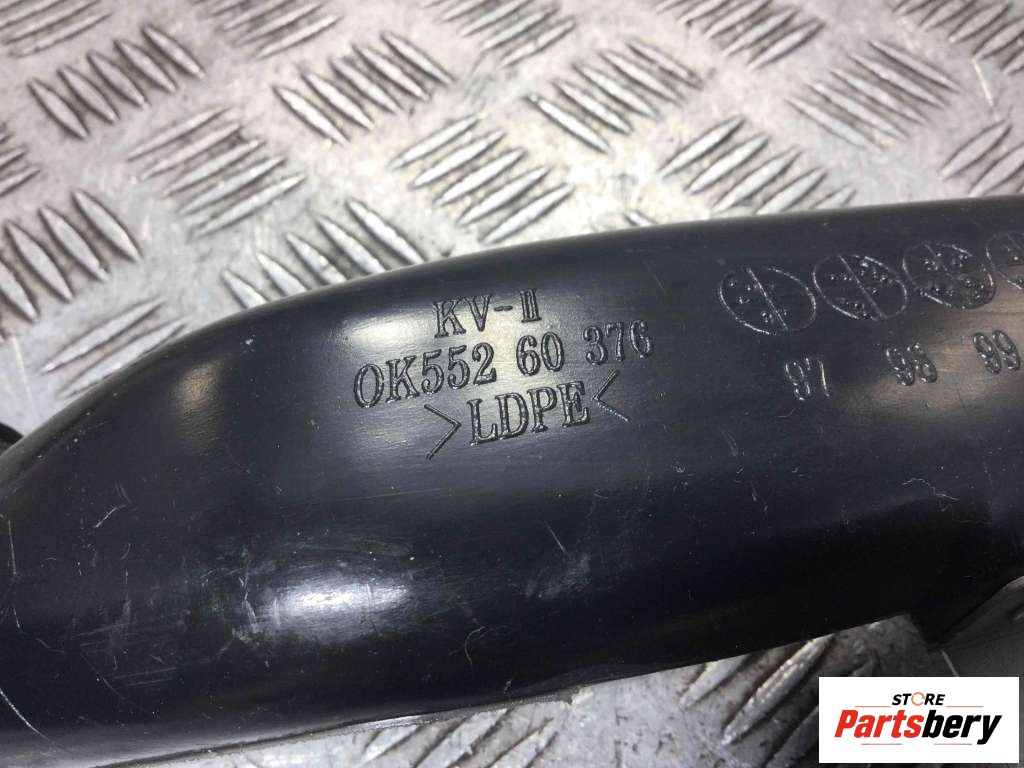 KV-II
OK552 60 376
>LDPE<
97 98 99
STORE
Partsbery